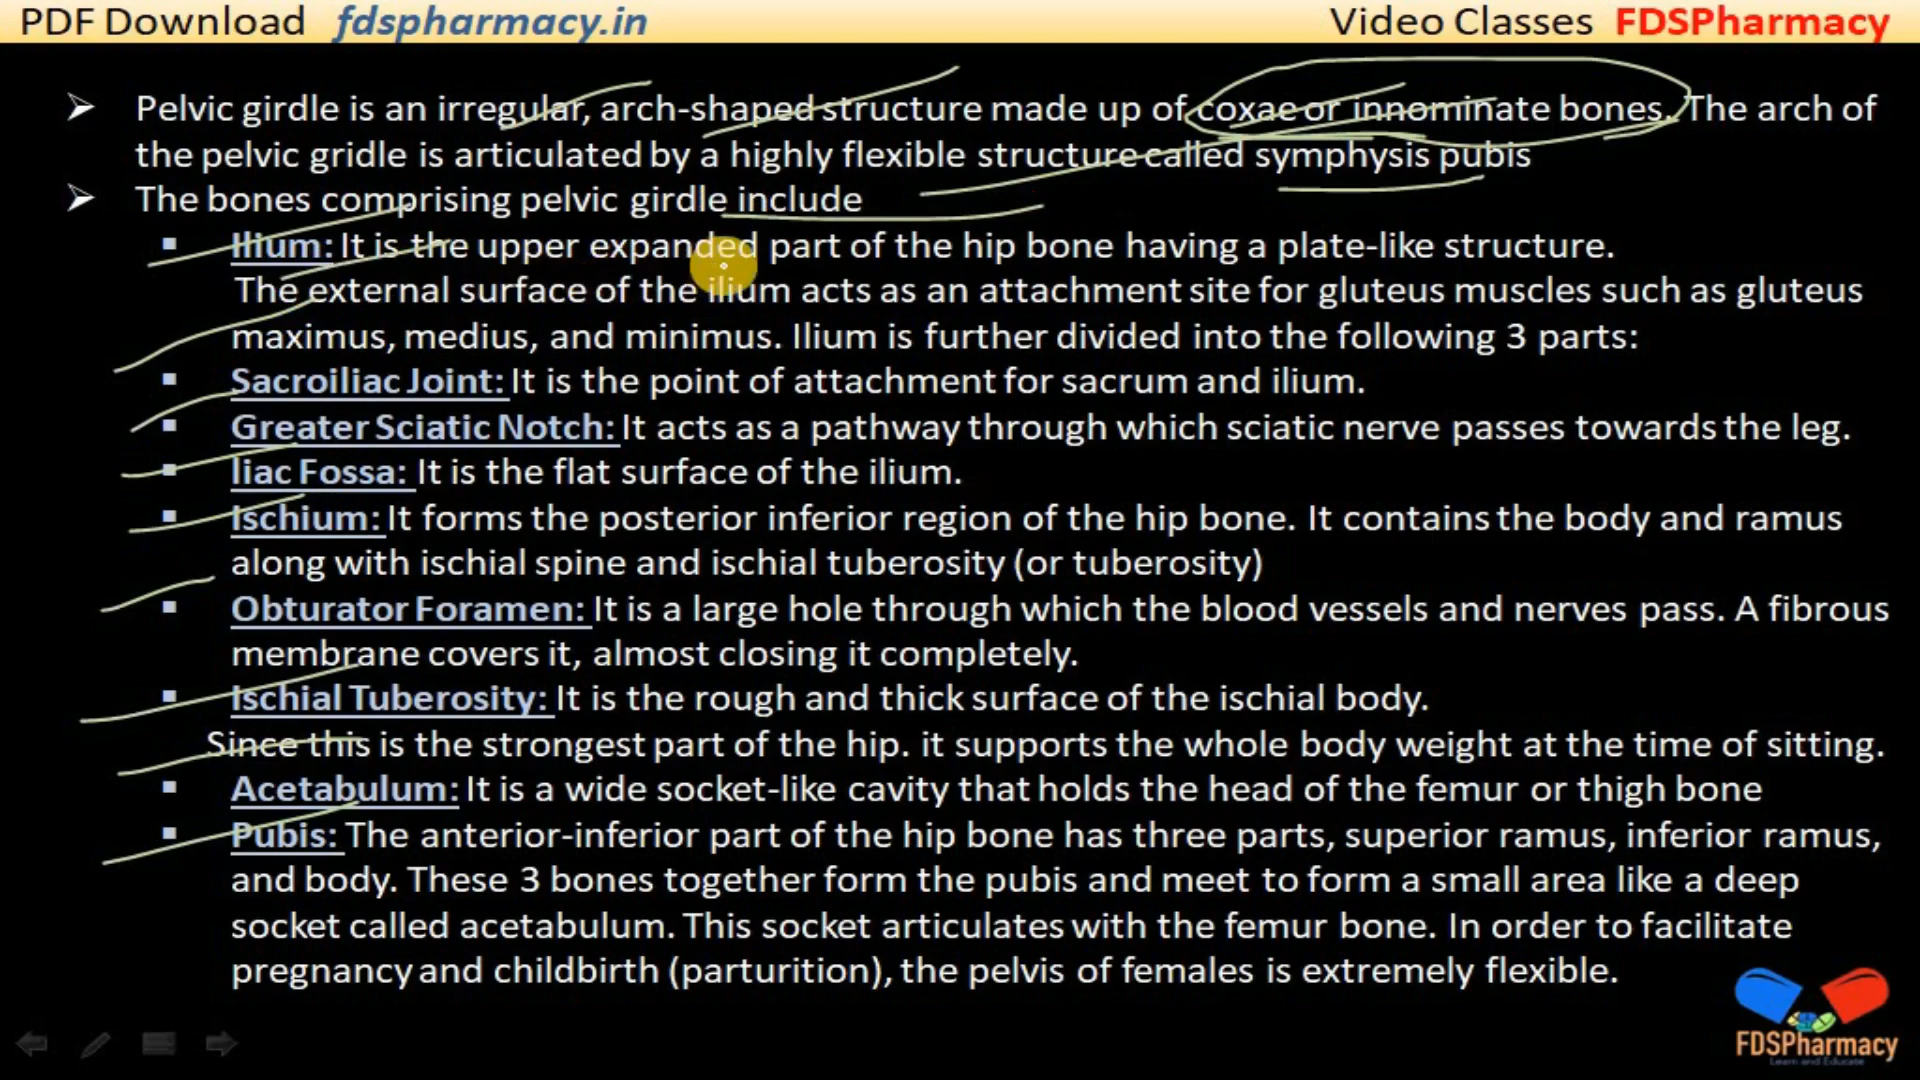 PDF Download fdspharmacy.in Video Classes FDSPharmacy
Pelvic girdle is an irregular, arch-shaped structure made up of coxae or innominate bones. The arch of
the pelvic gridle is articulated by a highly flexible structure called symphysis pubis
The bones comprising pelvic girdle include
Ilium: It is the upper expanded part of the hip bone having a plate-like structure.
The external surface of the ilium acts as an attachment site for gluteus muscles such as gluteus
maximus, medius, and minimus. Ilium is further divided into the following 3 parts:
Sacroiliac Joint: It is the point of attachment for sacrum and ilium.
Greater Sciatic Notch: It acts as a pathway through which sciatic nerve passes towards the leg.
liac Fossa: It is the flat surface of the ilium.
Ischium: It forms the posterior inferior region of the hip bone. It contains the body and ramus
along with ischial spine and ischial tuberosity (or tuberosity)
Obturator Foramen: It is a large hole through which the blood vessels and nerves pass. A fibrous
membrane covers it, almost closing it completely.
Ischial Tuberosity: It is the rough and thick surface of the ischial body.
Since this is the strongest part of the hip. it supports the whole body weight at the time of sitting.
Acetabulum: It is a wide socket-like cavity that holds the head of the femur or thigh bone
Pubis: The anterior-inferior part of the hip bone has three parts, superior ramus, inferior ramus,
and body. These 3 bones together form the pubis and meet to form a small area like a deep
socket called acetabulum. This socket articulates with the femur bone. In order to facilitate
pregnancy and childbirth (parturition), the pelvis of females is extremely flexible.
FDSPharmacy
Learn and Educate